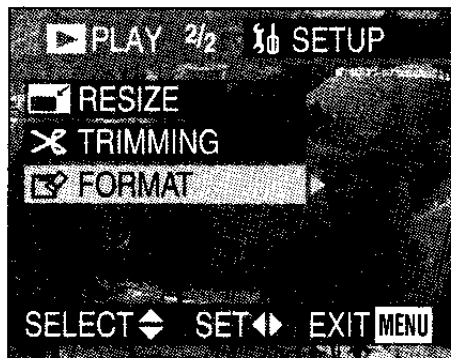 PLAY 2/2 SETUP
RESIZE
TRIMMING
FORMAT
SELECT SET EXIT MENU